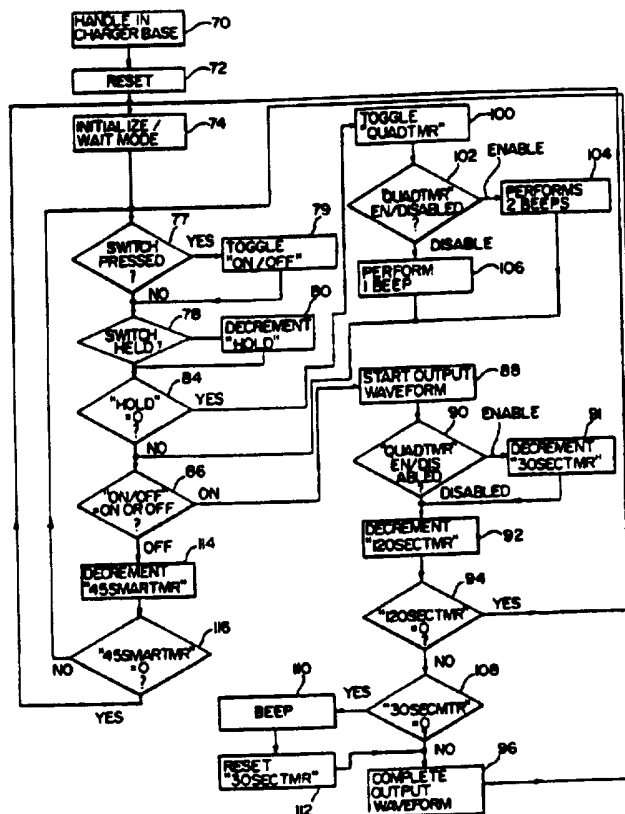 HANDLE IN
CHARGER BASE
70
RESET
72
INITIALIZE /
WAIT MODE
74
77
SWITCH
PRESSED
?
YES
TOGGLE
"ON/OFF"
79
NO
78
SWITCH
HELD?
DECREMENT
"HOLD"
80
84
"HOLD"
=0
?
YES
NO
86
"ON/OFF"
=ON OR OFF
?
ON
OFF
114
DECREMENT
"45SMARTMR"
116
"45SMARTMR"
=0
?
NO
YES
TOGGLE
"QUADTMR"
100
102
ENABLE
"QUADTMR"
EN/DISABLED
?
104
PERFORMS
2 BEEPS
DISABLE
PERFORM
1 BEEP
106
START OUTPUT
WAVEFORM
88
90
ENABLE
"QUADTMR"
EN/DIS
ABLED
?
91
DECREMENT
"30SECTMR"
DISABLED
DECREMENT
"120SECTMR"
92
94
"120SECTMR"
=0
?
YES
NO
108
"30SECMTR"
=0
?
YES
110
BEEP
NO
RESET
"30SECTMR"
112
96
COMPLETE
OUTPUT
WAVEFORM